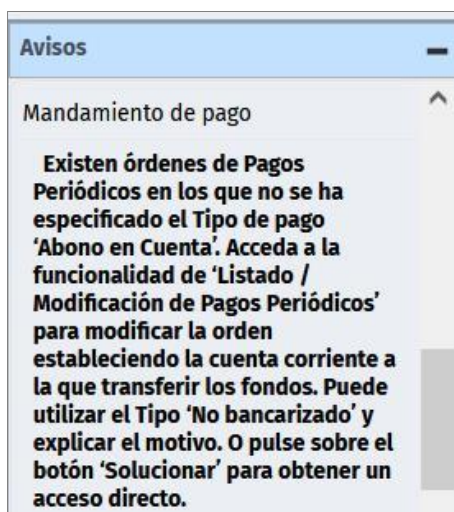 Avisos
Mandamiento de pago
Existen órdenes de Pagos
Periódicos en los que no se ha
especificado el Tipo de pago
‘Abono en Cuenta’. Acceda a la
funcionalidad de ‘Listado /
Modificación de Pagos Periódicos’
para modificar la orden
estableciendo la cuenta corriente a
la que transferir los fondos. Puede
utilizar el Tipo ‘No bancarizado’ y
explicar el motivo. O pulse sobre el
botón ‘Solucionar’ para obtener un
acceso directo.